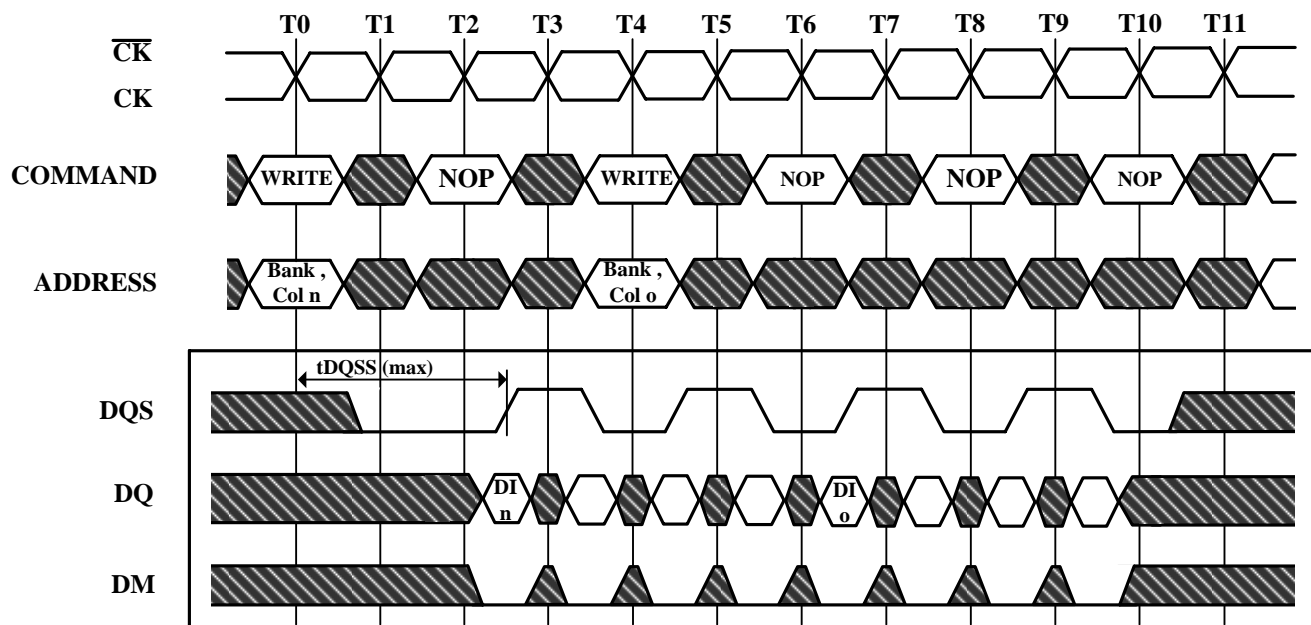 T0 T1 T2 T3 T4 T5 T6 T7 T8 T9 T10 T11
CK
CK
COMMAND WRITE NOP WRITE NOP NOP NOP
ADDRESS Bank , Bank ,
Col n Col o
tDQSS (max)
DQS
DQ DI DI
n o
DM